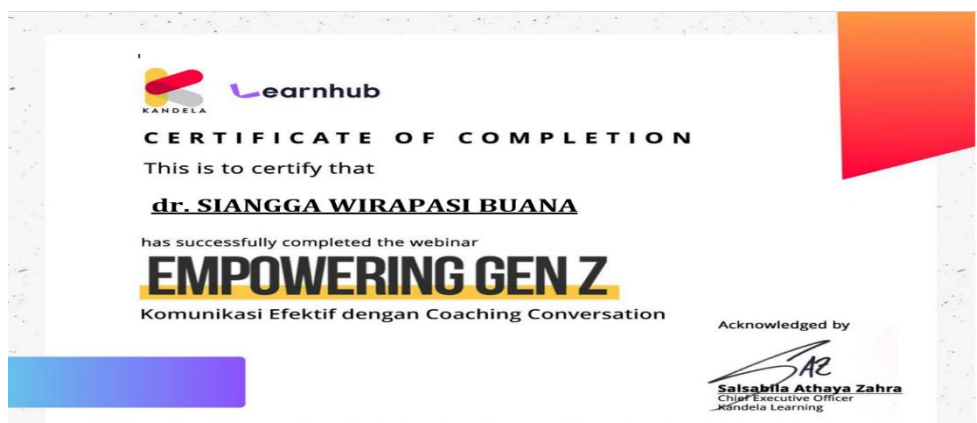 KANDELA
Learnhub
CERTIFICATE OF COMPLETION
This is to certify that
dr. SIANGGA WIRAPASI BUANA
has successfully completed the webinar
EMPOWERING GEN Z
Komunikasi Efektif dengan Coaching Conversation
Acknowledged by
Salsabila Athaya Zahra
Chief Executive Officer
Kandela Learning